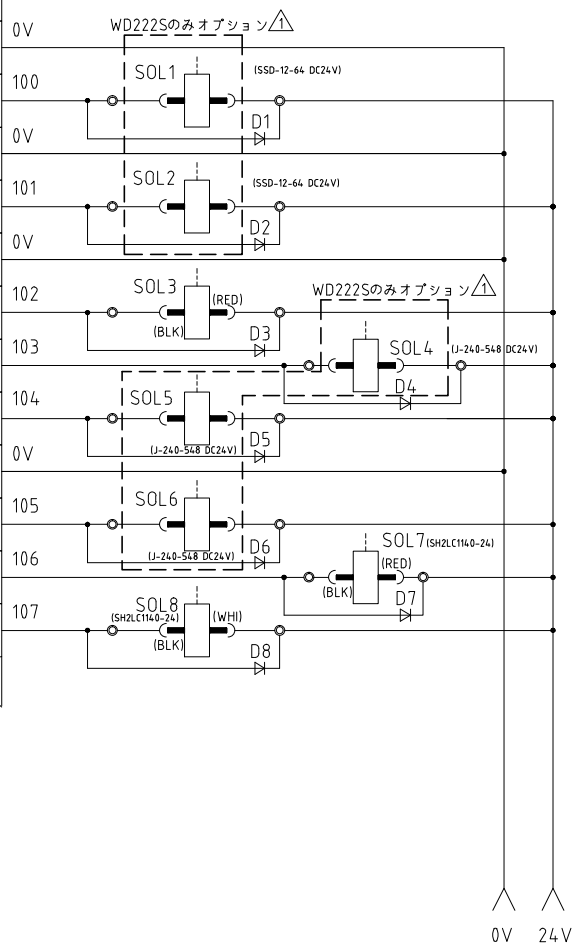 0V
WD222Sのみオプション 1
100
SOL1
(SSD-12-64 DC24V)
D1
0V
101
SOL2
(SSD-12-64 DC24V)
D2
0V
102
SOL3
(RED)
(BLK)
D3
WD222Sのみオプション 1
103
SOL4
(J-240-548 DC24V)
D4
104
SOL5
(J-240-548 DC24V)
D5
0V
105
SOL6
(J-240-548 DC24V)
D6
106
SOL7(SH2LC1140-24)
(RED)
(BLK)
D7
107
SOL8
(SH2LC1140-24)
(WHI)
(BLK)
D8
0V 24V